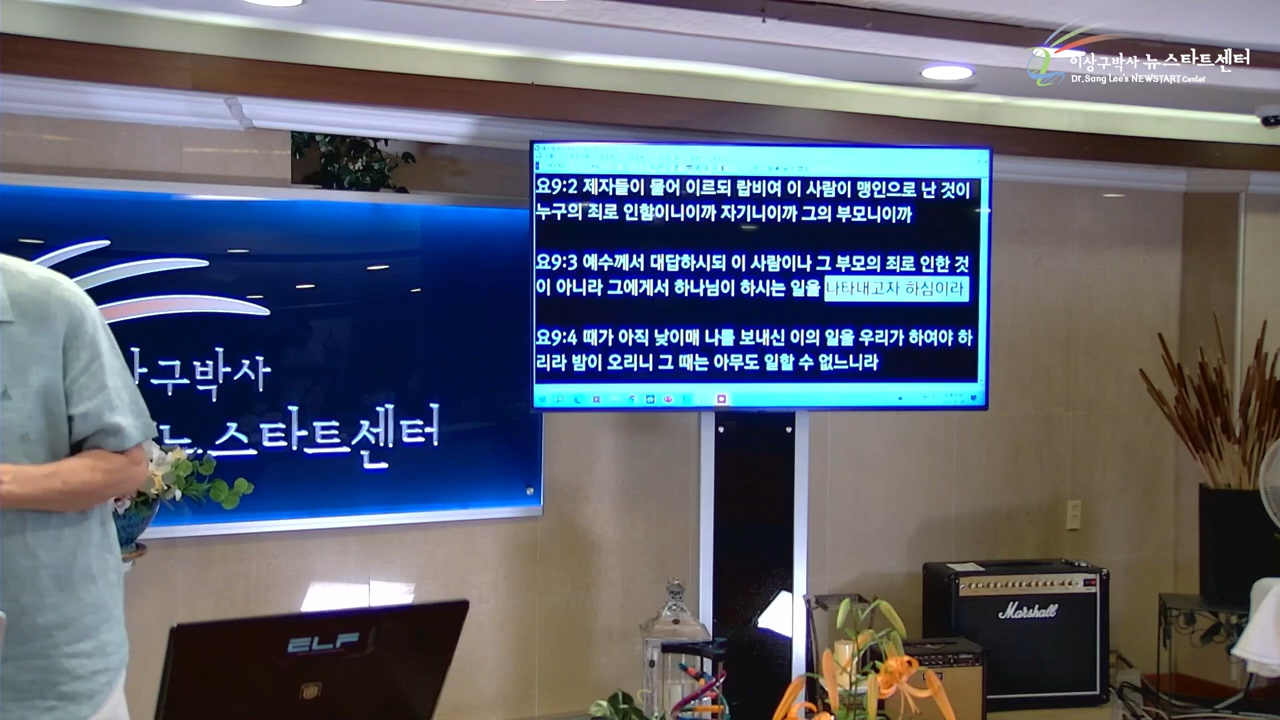 이상구박사 뉴스타트센터
Dr. Sang Lee's NEWSTART Center
요9:2 제자들이 물어 이르되 랍비여 이 사람이 맹인으로 난 것이
누구의 죄로 인함이니이까 자기니이까 그의 부모니이까
요9:3 예수께서 대답하시되 이 사람이나 그 부모의 죄로 인한 것
이 아니라 그에게서 하나님이 하시는 일을 나타내고자 하심이라
요9:4 때가 아직 낮이매 나를 보내신 이의 일을 우리가 하여야 하
리라 밤이 오리니 그 때는 아무도 일할 수 없느니라
구박사
뉴스타트센터
ELF
Marshall